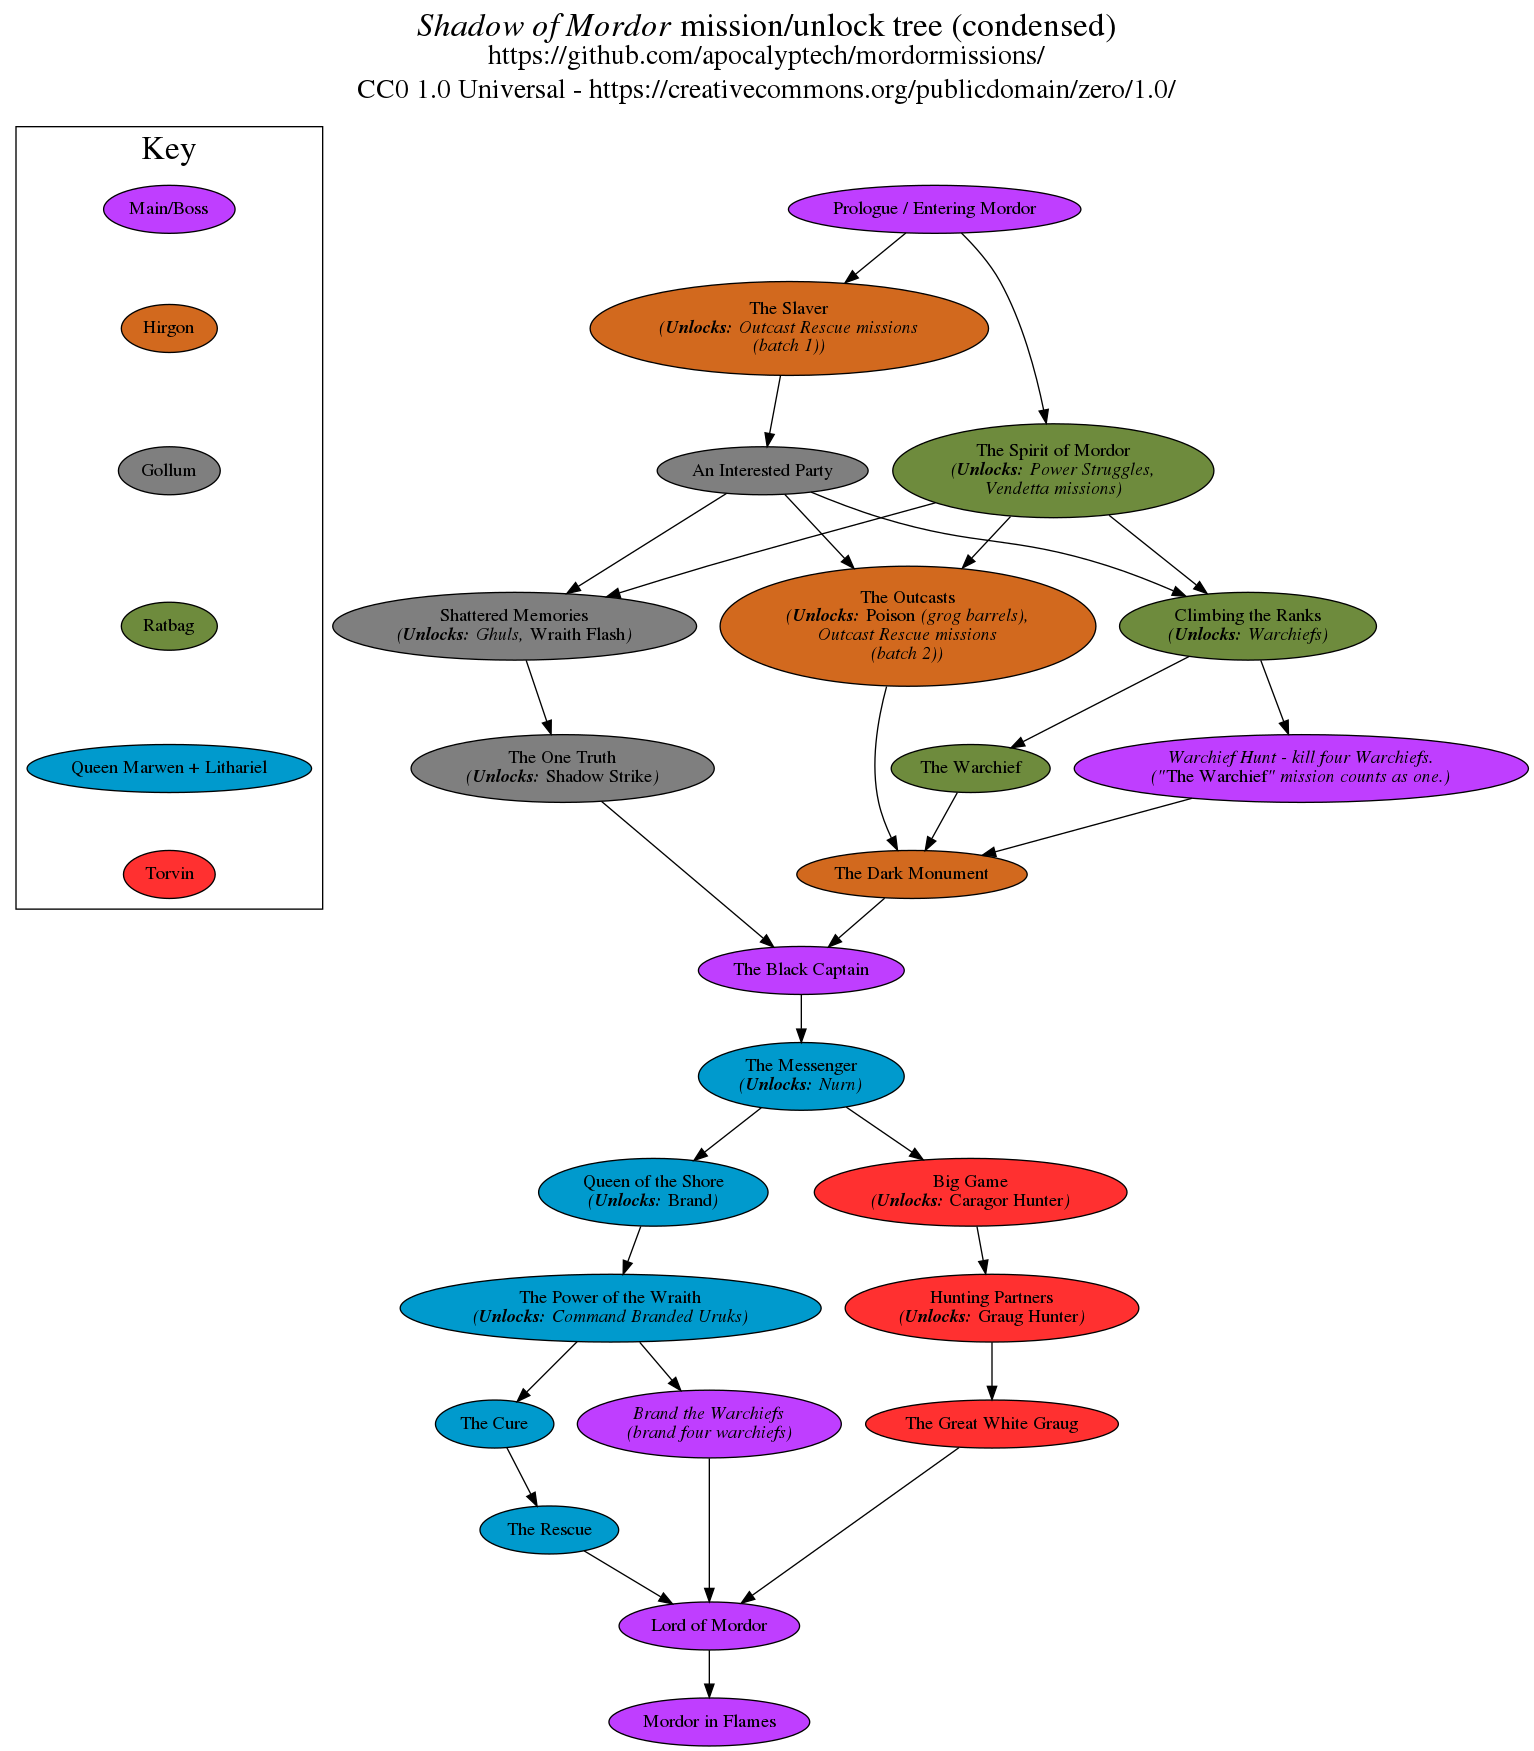 Shadow of Mordor mission/unlock tree (condensed)
https://github.com/apocalyptech/mordormissions/
CC0 1.0 Universal - https://creativecommons.org/publicdomain/zero/1.0/
Key
Main/Boss
Hirgon
Gollum
Ratbag
Queen Marwen + Lithariel
Torvin
Prologue / Entering Mordor
The Slaver
(Unlocks: Outcast Rescue missions
(batch 1))
An Interested Party
The Spirit of Mordor
(Unlocks: Power Struggles,
Vendetta missions)
Shattered Memories
(Unlocks: Ghuls, Wraith Flash)
The Outcasts
(Unlocks: Poison (grog barrels),
Outcast Rescue missions
(batch 2))
Climbing the Ranks
(Unlocks: Warchiefs)
The One Truth
(Unlocks: Shadow Strike)
The Warchief
Warchief Hunt - kill four Warchiefs.
("The Warchief" mission counts as one.)
The Dark Monument
The Black Captain
The Messenger
(Unlocks: Nurn)
Queen of the Shore
(Unlocks: Brand)
Big Game
(Unlocks: Caragor Hunter)
The Power of the Wraith
(Unlocks: Command Branded Uruks)
Hunting Partners
(Unlocks: Graug Hunter)
The Cure
Brand the Warchiefs
(brand four warchiefs)
The Great White Graug
The Rescue
Lord of Mordor
Mordor in Flames